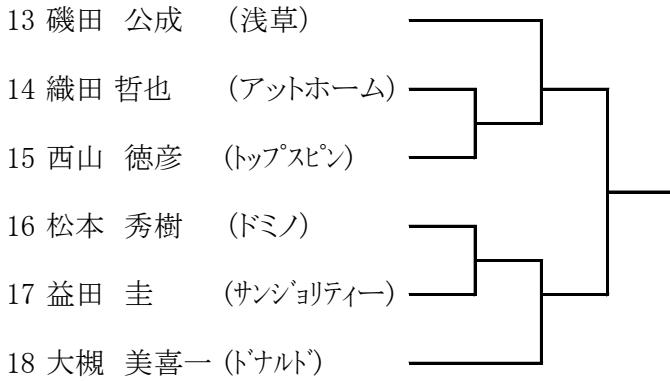 13 磯田 公成 (浅草)
14 織田 哲也 (アットホーム)
15 西山 徳彦 (ﾄｯﾌﾟｽﾋﾟﾝ)
16 松本 秀樹 (ドミノ)
17 益田 圭 (サンジョリティー)
18 大槻 美喜一 (ﾄﾞﾅﾙﾄﾞ)